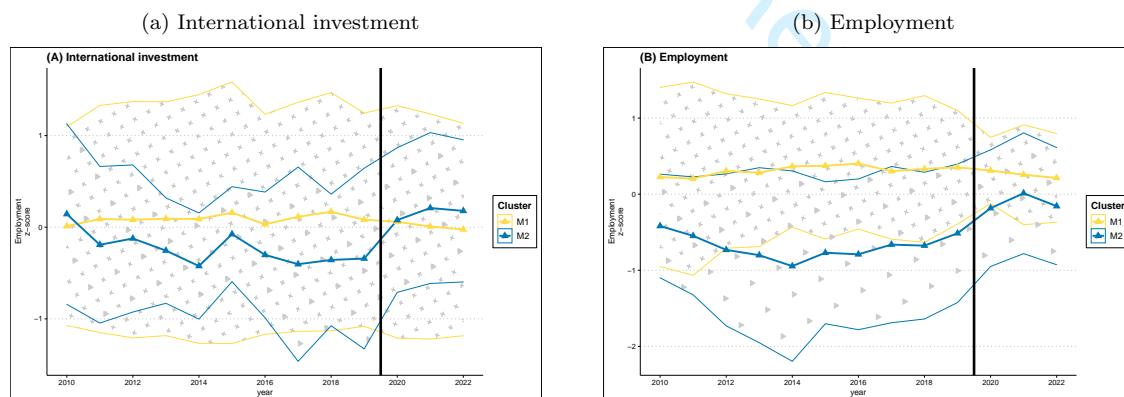 (a) International investment
(b) Employment
(A) International investment
1
0
−1
Employment
z−score
2010
2012
2014
2016
2018
2020
2022
year
Cluster
M1
M2
(B) Employment
1
0
−1
−2
Employment
z−score
2010
2012
2014
2016
2018
2020
2022
year
Cluster
M1
M2